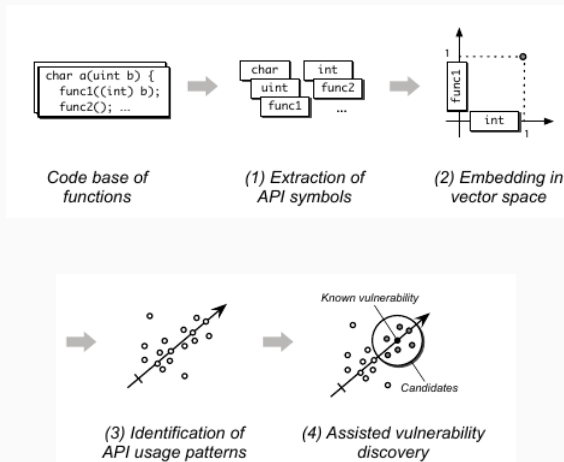 char a(uint b) {
func1((int) b);
func2(); …
char
int
uint
func2
func1
...
1
func1
int
1
Code base of
functions
(1) Extraction of
API symbols
(2) Embedding in
vector space
Known vulnerability
Candidates
(3) Identification of
API usage patterns
(4) Assisted vulnerability
discovery